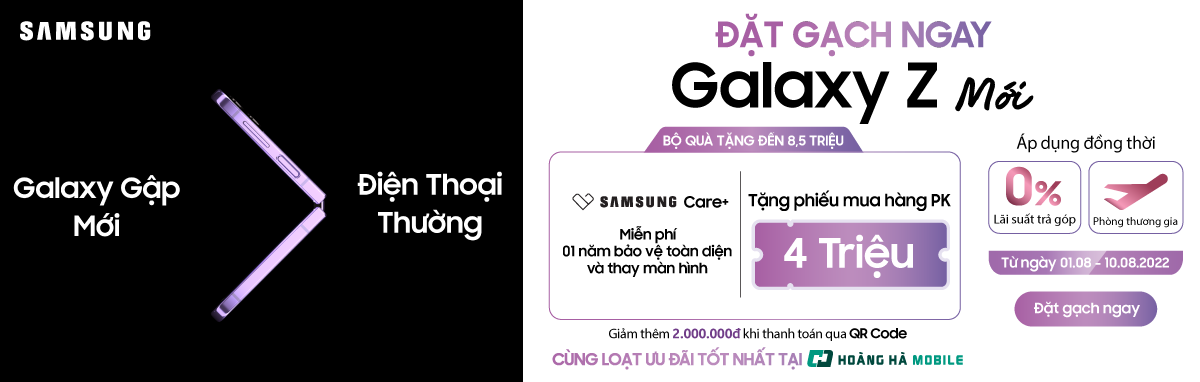 SAMSUNG
Galaxy Gập
Mới
Điện Thoại
Thường
ĐẶT GẠCH NGAY
Galaxy Z Mới
BỘ QUÀ TẶNG ĐẾN 8,5 TRIỆU
SAMSUNG Care+
Miễn phí
01 năm bảo vệ toàn diện
và thay màn hình
Tặng phiếu mua hàng PK
4 Triệu
Áp dụng đồng thời
0%
Lãi suất trả góp
Phòng thương gia
Từ ngày 01.08 - 10.08.2022
Đặt gạch ngay
Giảm thêm 2.000.000đ khi thanh toán qua QR Code
CÙNG LOẠT ƯU ĐÃI TỐT NHẤT TẠI HOÀNG HÀ MOBILE